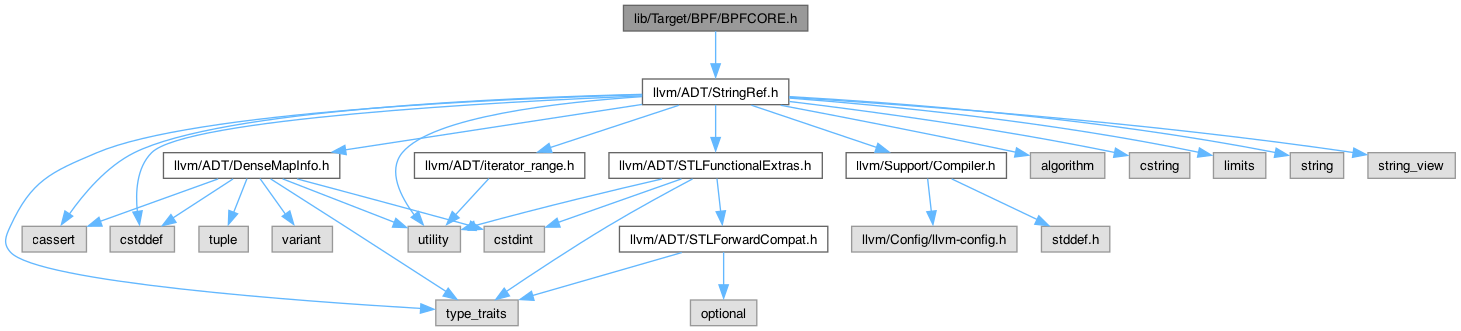 lib/Target/BPF/BPFCORE.h
llvm/ADT/StringRef.h
llvm/ADT/DenseMapInfo.h
llvm/ADT/iterator_range.h
llvm/ADT/STLFunctionalExtras.h
llvm/Support/Compiler.h
algorithm
cstring
limits
string
string_view
cassert
cstddef
tuple
variant
utility
cstdint
llvm/ADT/STLForwardCompat.h
llvm/Config/llvm-config.h
stddef.h
type_traits
optional